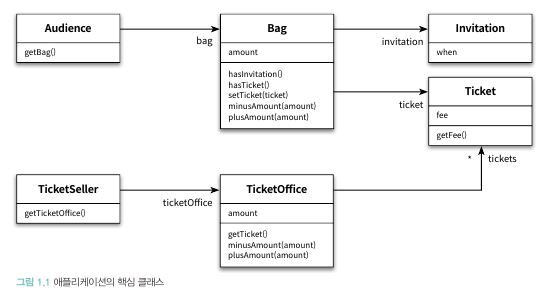 Audience
getBag()
bag
Bag
amount
hasInvitation()
hasTicket()
setTicket(ticket)
minusAmount(amount)
plusAmount(amount)
invitation
Invitation
when
ticket
Ticket
fee
getFee()
* tickets
TicketSeller
getTicketOffice()
ticketOffice
TicketOffice
amount
getTicket()
minusAmount(amount)
plusAmount(amount)
그림 1.1 애플리케이션의 핵심 클래스